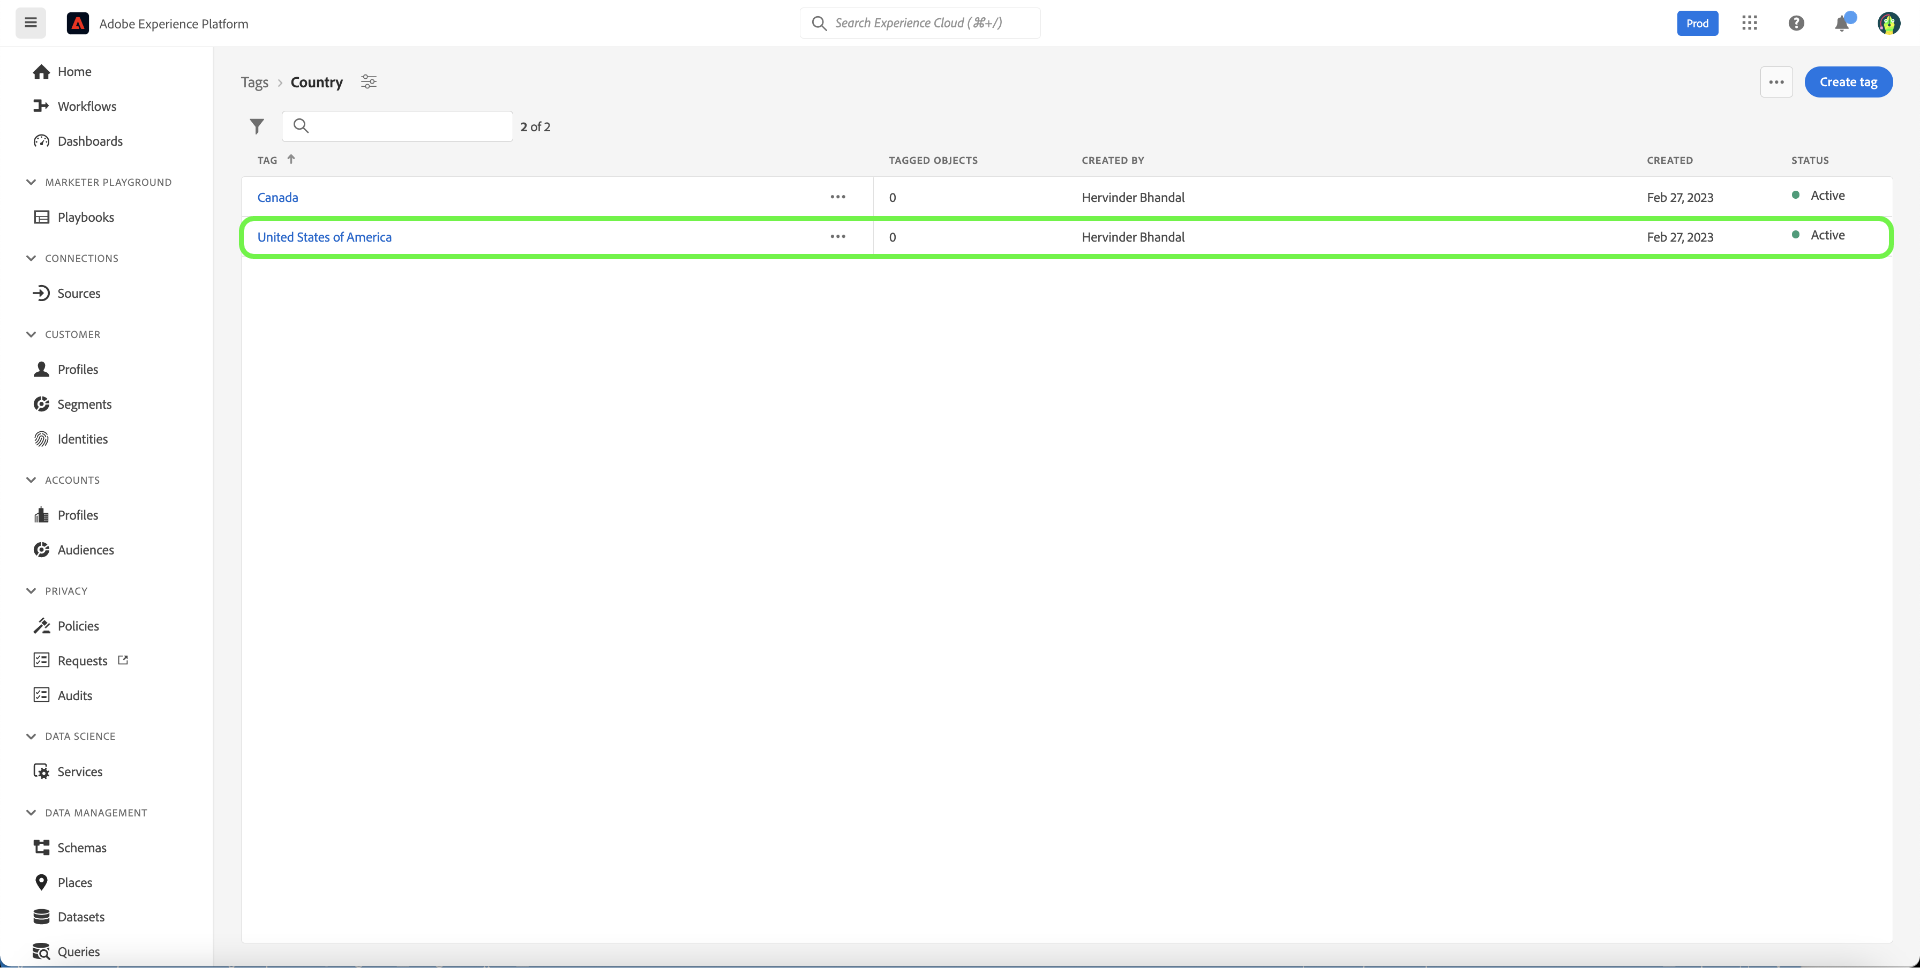 Adobe Experience Platform
Search Experience Cloud (⌘+/)
Prod
Home
Workflows
Dashboards
MARKETER PLAYGROUND
Playbooks
CONNECTIONS
Sources
CUSTOMER
Profiles
Segments
Identities
ACCOUNTS
Profiles
Audiences
PRIVACY
Policies
Requests
Audits
DATA SCIENCE
Services
DATA MANAGEMENT
Schemas
Places
Datasets
Queries
Tags › Country
Create tag
2 of 2
TAG ↑ TAGGED OBJECTS CREATED BY CREATED STATUS
Canada 0 Hervinder Bhandal Feb 27, 2023 Active
United States of America 0 Hervinder Bhandal Feb 27, 2023 Active